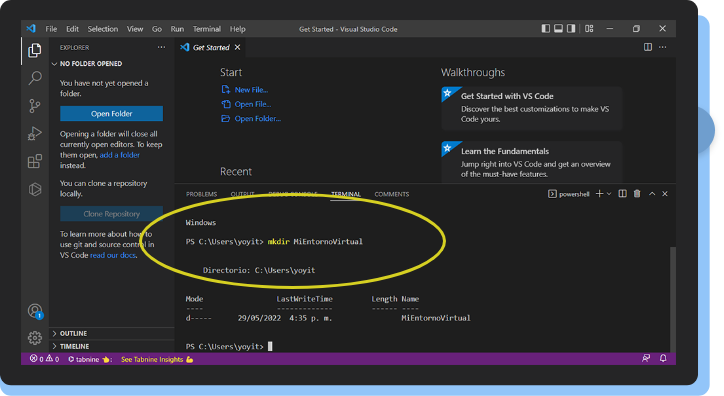 File Edit Selection View Go Run Terminal Help
Get Started - Visual Studio Code
EXPLORER
NO FOLDER OPENED
You have not yet opened a
folder.
Open Folder
Opening a folder will close all
currently open editors. To keep
them open, add a folder
instead.
You can clone a repository
locally.
Clone Repository
To learn more about how to
use git and source control in
VS Code read our docs.
OUTLINE
TIMELINE
Get Started
Start
New File...
Open File...
Open Folder...
Recent
Walkthroughs
Get Started with VS Code
Discover the best customizations to make VS
Code yours.
Learn the Fundamentals
Jump right into VS Code and get an overview
of the must-have features.
PROBLEMS OUTPUT DEBUG CONSOLE TERMINAL COMMENTS
powershell
Windows
PS C:\Users\yoyit> mkdir MiEntornoVirtual
Directorio: C:\Users\yoyit
Mode LastWriteTime Length Name
---- ------------- ------ ----
d----- 29/05/2022 4:35 p. m. MiEntornoVirtual
PS C:\Users\yoyit>
1
0 0 tabnine : See Tabnine Insights